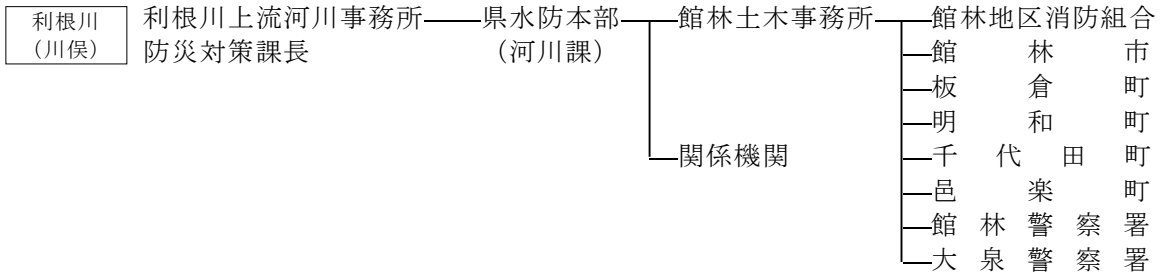 利根川
（川俣）
利根川上流河川事務所
防災対策課長
県水防本部
（河川課）
館林土木事務所
関係機関
館林地区消防組合
館林市
板倉町
明和町
千代田町
邑楽町
館林警察署
大泉警察署